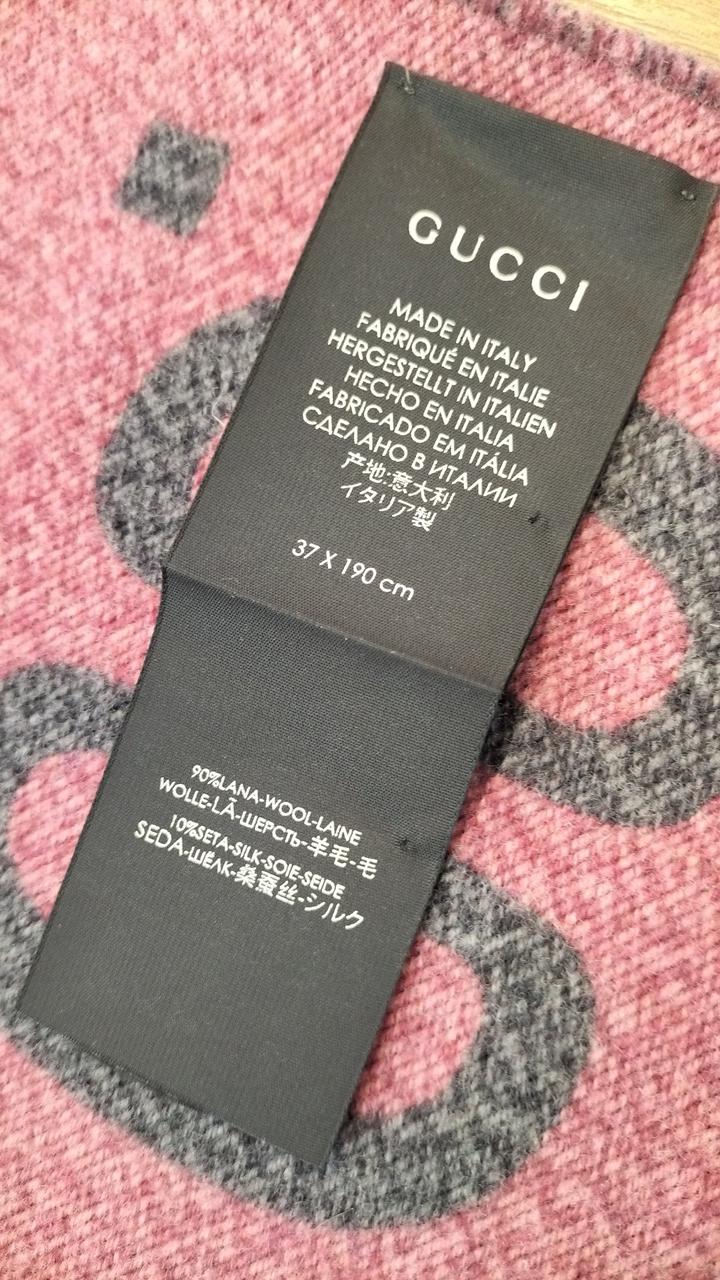 GUCCI
MADE IN ITALY
FABRIQUÉ EN ITALIE
HERGESTELLT IN ITALIEN
HECHO EN ITALIA
FABRICADO EM ITÁLIA
СДЕЛАНО В ИТАЛИИ
产地:意大利
イタリア製
37 X 190 cm
90%LANA-WOOL-LAINE
WOLLE-LÃ-ШЕРСТЬ-羊毛-毛
10%SETA-SILK-SOIE-SEIDE
SEDA-ШЁЛК-桑蚕丝-シルク